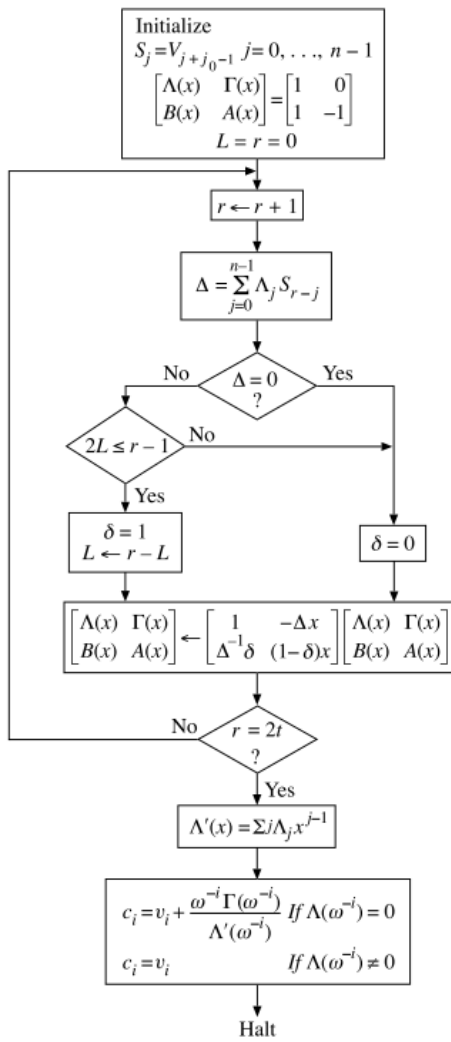 Initialize
S_j = V_{j+j_0−1} j = 0, . . ., n − 1
[Λ(x) Γ(x)] = [1 0]
[B(x) A(x)] [1 −1]
L = r = 0
r ← r + 1
Δ = Σ_{j=0}^{n−1} Λ_j S_{r−j}
No
Δ = 0
Yes
?
2L ≤ r − 1
No
Yes
δ = 1
L ← r − L
δ = 0
[Λ(x) Γ(x)] ← [1 −Δx] [Λ(x) Γ(x)]
[B(x) A(x)] [Δ^{−1}δ (1−δ)x] [B(x) A(x)]
No
r = 2t
?
Yes
Λ′(x) = Σ jΛ_j x^{j−1}
c_i = v_i + ω^{−i} Γ(ω^{−i}) / Λ′(ω^{−i}) If Λ(ω^{−i}) = 0
c_i = v_i If Λ(ω^{−i}) ≠ 0
Halt